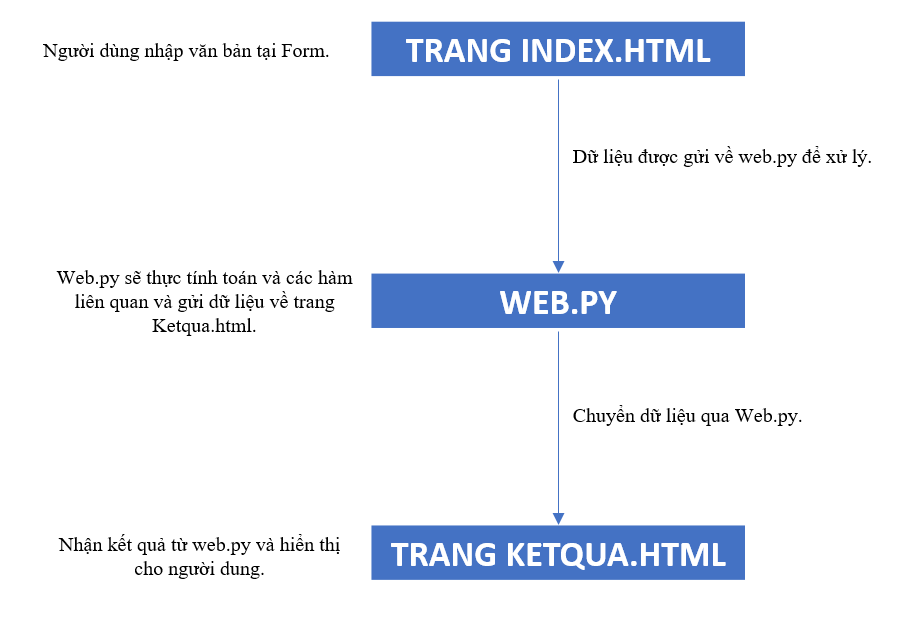 Người dùng nhập văn bản tại Form.
TRANG INDEX.HTML
Dữ liệu được gửi về web.py để xử lý.
Web.py sẽ thực tính toán và các hàm
liên quan và gửi dữ liệu về trang
Ketqua.html.
WEB.PY
Chuyển dữ liệu qua Web.py.
Nhận kết quả từ web.py và hiển thị
cho người dung.
TRANG KETQUA.HTML